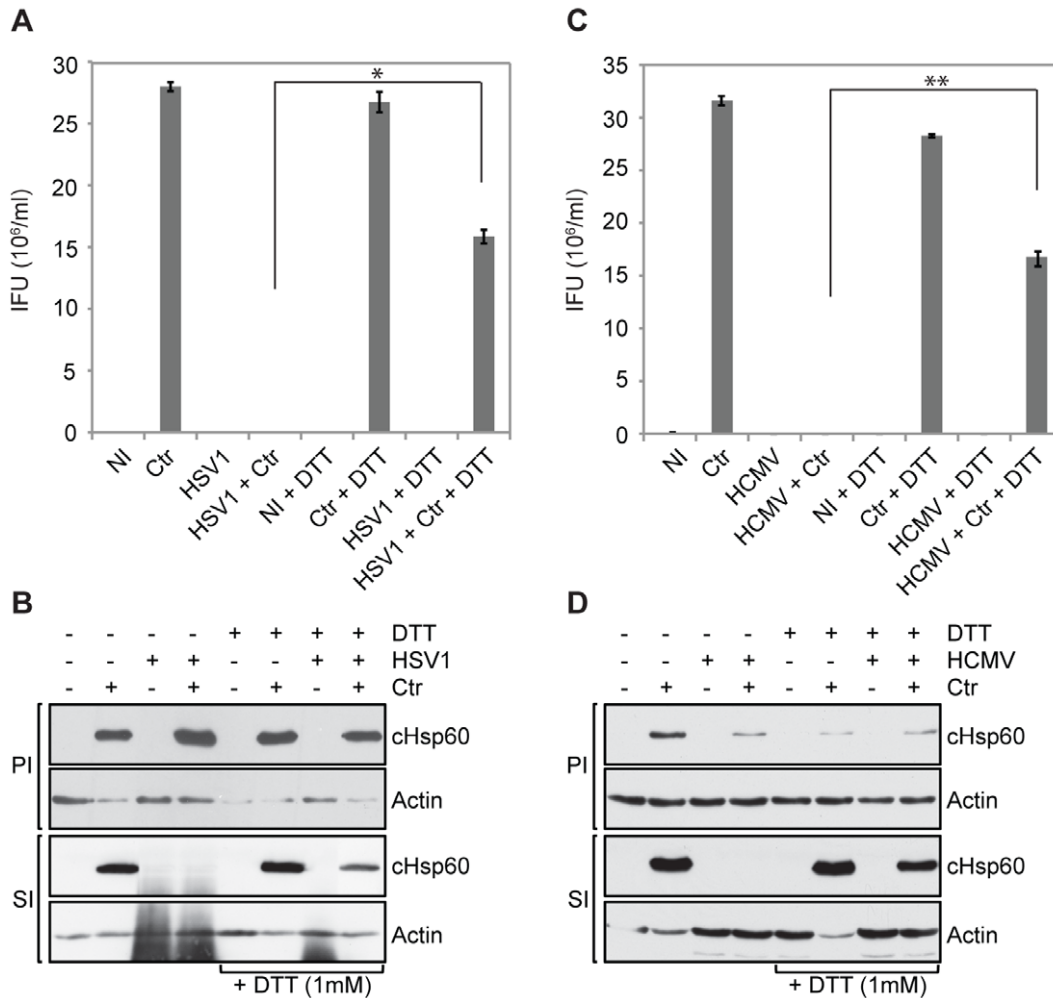 A
IFU (10⁶/ml)
30
25
20
15
10
5
0
*
NI
Ctr
HSV1
HSV1 + Ctr
NI + DTT
Ctr + DTT
HSV1 + DTT
HSV1 + Ctr + DTT
C
IFU (10⁶/ml)
35
30
25
20
15
10
5
0
**
NI
Ctr
HCMV
HCMV + Ctr
NI + DTT
Ctr + DTT
HCMV + DTT
HCMV + Ctr + DTT
B
- - - - + + + + DTT
- - + + - - + + HSV1
- + - + - + - + Ctr
PI
cHsp60
Actin
SI
cHsp60
Actin
+ DTT (1mM)
D
- - - - + + + + DTT
- - + + - - + + HCMV
- + - + - + - + Ctr
PI
cHsp60
Actin
SI
cHsp60
Actin
+ DTT (1mM)